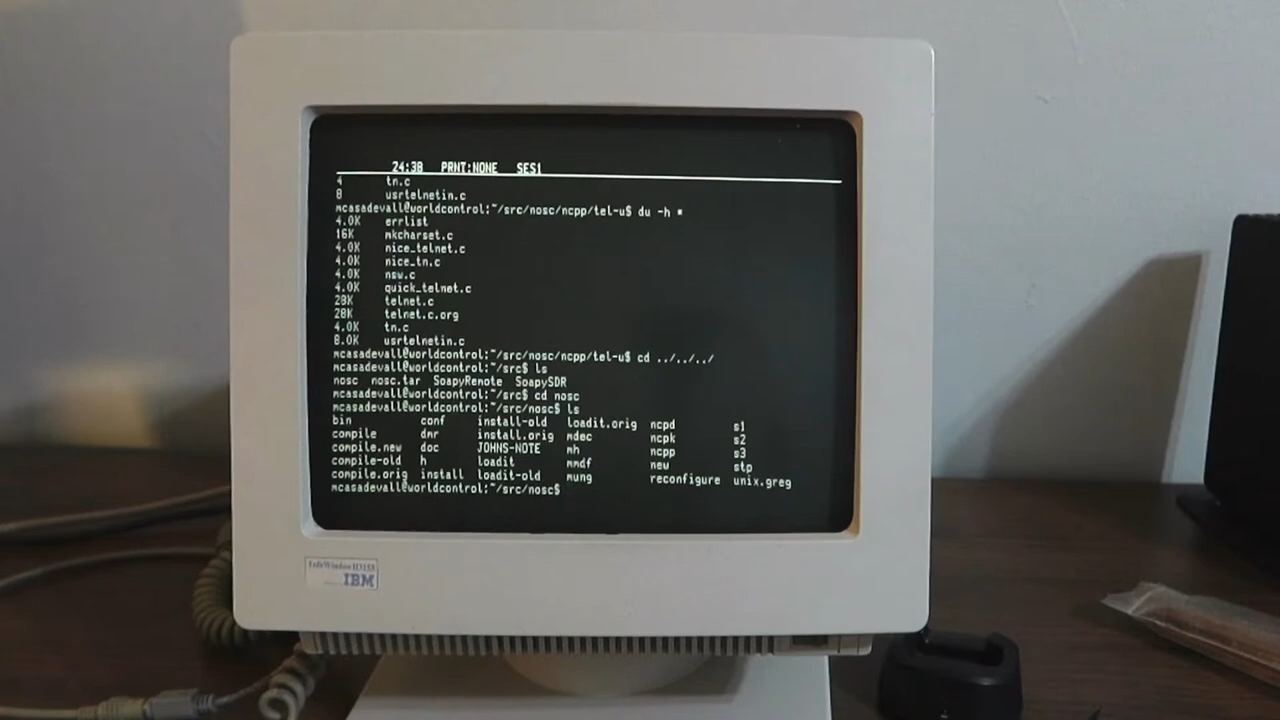 24:38 PRNT:NONE SES1
4 tn.c
8 usrtelnetin.c
mcasadevall@worldcontrol:~/src/nosc/ncpp/tel-u$ du -h *
4.0K errlist
16K mkcharset.c
4.0K nice_telnet.c
4.0K nice_tn.c
4.0K nsw.c
4.0K quick_telnet.c
28K telnet.c
28K telnet.c.org
4.0K tn.c
8.0K usrtelnetin.c
mcasadevall@worldcontrol:~/src/nosc/ncpp/tel-u$ cd ../../../
mcasadevall@worldcontrol:~/src$ ls
nosc nosc.tar SoapyRemote SoapySDR
mcasadevall@worldcontrol:~/src$ cd nosc
mcasadevall@worldcontrol:~/src/nosc$ ls
bin conf install-old loadit.orig ncpd s1
compile dmr install.orig mdec ncpk s2
compile.new doc JOHNS-NOTE mh ncpp s3
compile-old h loadit mmdf new stp
compile.orig install loadit-old mung reconfigure unix.greg
mcasadevall@worldcontrol:~/src/nosc$
InfoWindow II 3153
IBM